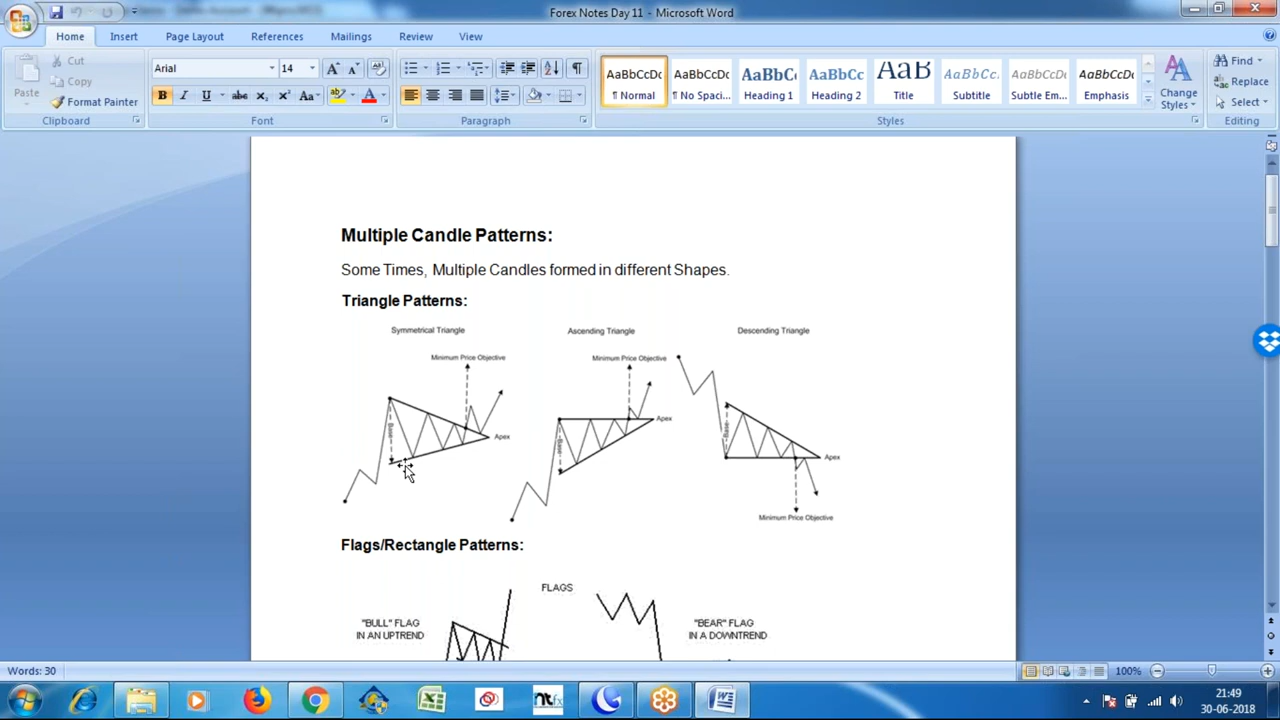 Forex Notes Day 11 - Microsoft Word
Home Insert Page Layout References Mailings Review View
Paste
Cut
Copy
Format Painter
Clipboard
Arial 14
Font
Paragraph
AaBbCcDc AaBbCcDc AaBbC AaBbCc AaB AaBbCc. AaBbCcDc AaBbCcDc
¶ Normal ¶ No Spaci... Heading 1 Heading 2 Title Subtitle Subtle Em... Emphasis
Change Styles
Styles
Find
Replace
Select
Editing
Multiple Candle Patterns:
Some Times, Multiple Candles formed in different Shapes.
Triangle Patterns:
Symmetrical Triangle Ascending Triangle Descending Triangle
Minimum Price Objective Minimum Price Objective
Base Apex Base Apex Base Apex
Minimum Price Objective
Flags/Rectangle Patterns:
FLAGS
"BULL" FLAG "BEAR" FLAG
IN AN UPTREND IN A DOWNTREND
Words: 30 100%
ntfx
21:49
30-06-2018